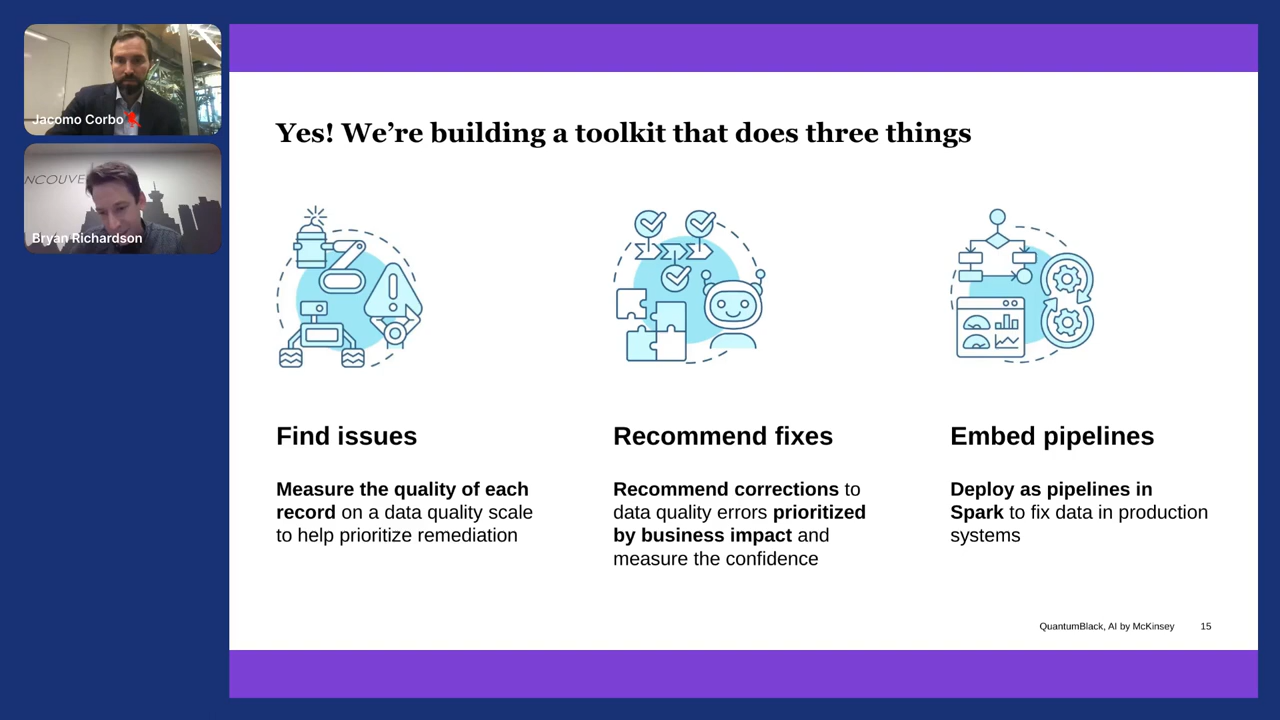 Jacomo Corbo
NCOUVE
Bryan Richardson
Yes! We’re building a toolkit that does three things
Find issues
Measure the quality of each
record on a data quality scale
to help prioritize remediation
Recommend fixes
Recommend corrections to
data quality errors prioritized
by business impact and
measure the confidence
Embed pipelines
Deploy as pipelines in
Spark to fix data in production
systems
QuantumBlack, AI by McKinsey 15